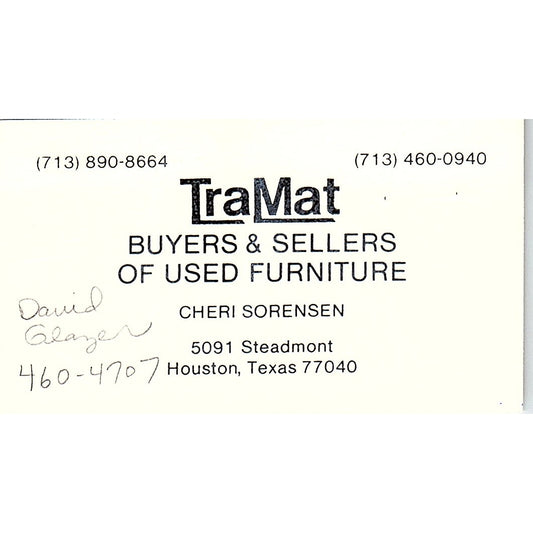 (713) 890-8664
(713) 460-0940
TraMat
BUYERS & SELLERS
OF USED FURNITURE
CHERI SORENSEN
5091 Steadmont
Houston, Texas 77040
David
Glazer
460-4707